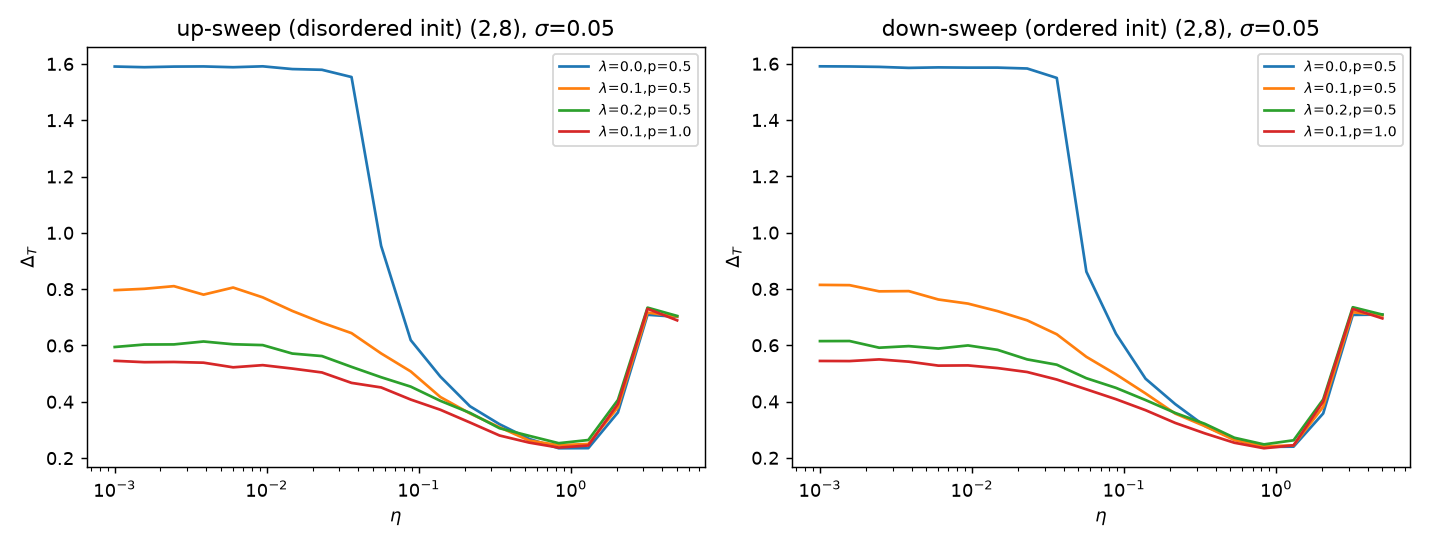 up-sweep (disordered init) (2,8), σ=0.05
1.6
1.4
1.2
1.0
0.8
0.6
0.4
0.2
Δ_T
λ=0.0,p=0.5
λ=0.1,p=0.5
λ=0.2,p=0.5
λ=0.1,p=1.0
10⁻³
10⁻²
10⁻¹
10⁰
η
down-sweep (ordered init) (2,8), σ=0.05
1.6
1.4
1.2
1.0
0.8
0.6
0.4
0.2
Δ_T
λ=0.0,p=0.5
λ=0.1,p=0.5
λ=0.2,p=0.5
λ=0.1,p=1.0
10⁻³
10⁻²
10⁻¹
10⁰
η